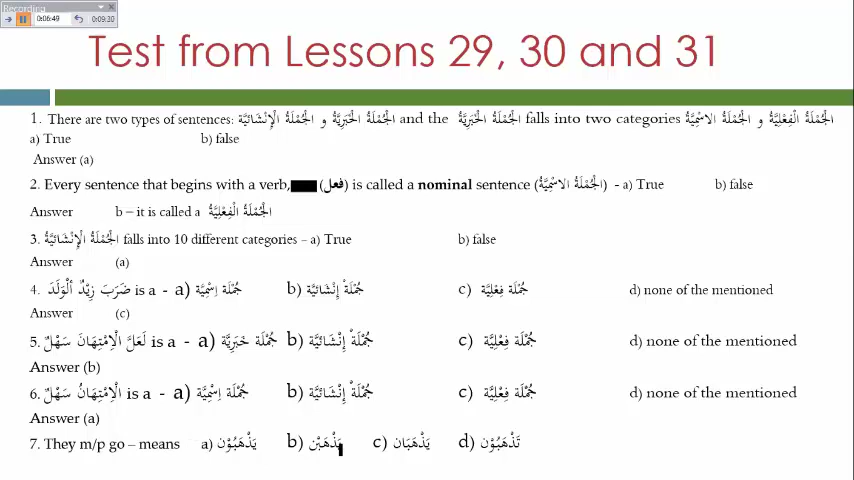 Recording
0:06:49
0:09:30
Test from Lessons 29, 30 and 31
1. There are two types of sentences: الْجُمْلَةُ الْخَبَرِيَّةُ و الْجُمْلَةُ الْإِنْشَائِيَّةُ and the الْجُمْلَةُ الْخَبَرِيَّةُ falls into two categories الْجُمْلَةُ الْفِعْلِيَّةُ و الْجُمْلَةُ الاسْمِيَّةُ
a) True b) false
Answer (a)
2. Every sentence that begins with a verb, (فعل) is called a nominal sentence (الْجُمْلَةُ الاسْمِيَّةُ) - a) True b) false
Answer b – it is called a الْجُمْلَةُ الْفِعْلِيَّةُ
3. الْجُمْلَةُ الْإِنْشَائِيَّةُ falls into 10 different categories – a) True b) false
Answer (a)
4. ضَرَبَ زِيْدٌ ألْوَلَدَ is a - a) جُمْلَة اِسْمِيَّة b) جُمْلَةْ إِنْشَائيَّة c) جُمْلَة فِعْلِيَّة d) none of the mentioned
Answer (c)
5. لَعَلَّ الْاِمْتِهَانَ سَهْلٌ is a - a) جُمْلَة خَبَرِيَّة b) جُمْلَةْ إِنْشَائيَّة c) جُمْلَة فِعْلِيَّة d) none of the mentioned
Answer (b)
6. الْاِمْتِهَانُ سَهْلٌ is a - a) جُمْلَة اِسْمِيَّة b) جُمْلَةْ إِنْشَائيَّة c) جُمْلَة فِعْلِيَّة d) none of the mentioned
Answer (a)
7. They m/p go – means a) يَذْهَبُوْن b) يَذْهَبْن c) يَذْهَبَان d) تَذْهَبُوْن